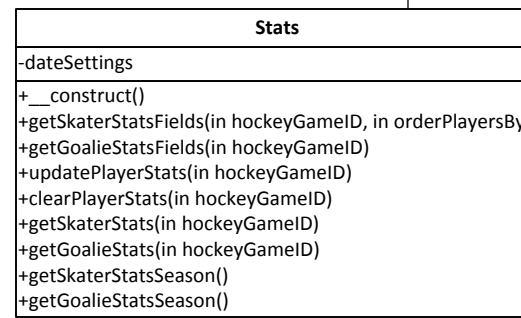 Stats
-dateSettings
+__construct()
+getSkaterStatsFields(in hockeyGameID, in orderPlayersBy
+getGoalieStatsFields(in hockeyGameID)
+updatePlayerStats(in hockeyGameID)
+clearPlayerStats(in hockeyGameID)
+getSkaterStats(in hockeyGameID)
+getGoalieStats(in hockeyGameID)
+getSkaterStatsSeason()
+getGoalieStatsSeason()